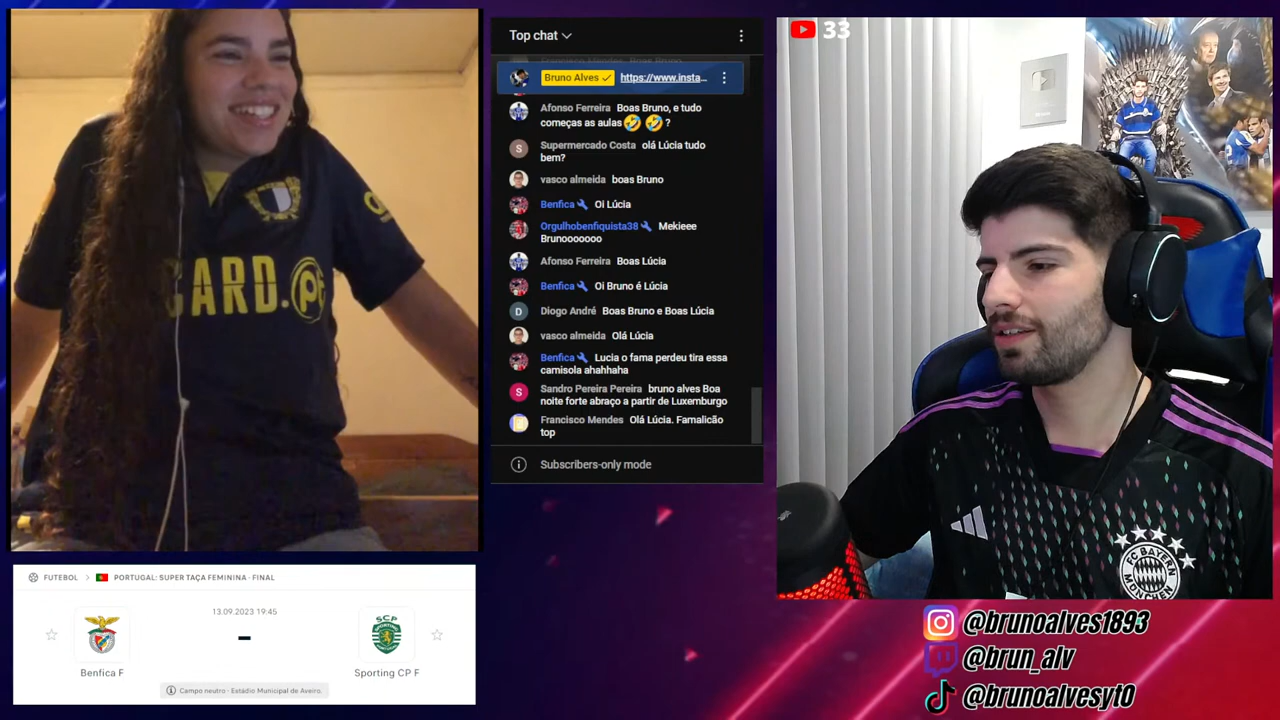 CARD.
Top chat
Bruno Alves https://www.insta...
Afonso Ferreira Boas Bruno, e tudo
começas as aulas🤣 🤣 ?
Supermercado Costa olá Lúcia tudo
bem?
vasco almeida boas Bruno
Benfica Oi Lúcia
Orgulhobenfiquista38 Mekieee
Brunooooooo
Afonso Ferreira Boas Lúcia
Benfica Oi Bruno é Lúcia
Diogo André Boas Bruno e Boas Lúcia
vasco almeida Olá Lúcia
Benfica Lucia o fama perdeu tira essa
camisola ahahhaha
Sandro Pereira Pereira bruno alves Boa
noite forte abraço a partir de Luxemburgo
Francisco Mendes Olá Lúcia. Famalicão
top
Subscribers-only mode
33
FC BAYERN
MÜNCHEN
FUTEBOL > PORTUGAL: SUPER TAÇA FEMININA - FINAL
13.09.2023 19:45
-
SCP
SPORTING
Benfica F
Sporting CP F
Campo neutro - Estádio Municipal de Aveiro.
@brunoalves1893
@brun_alv
@brunoalvesyt0